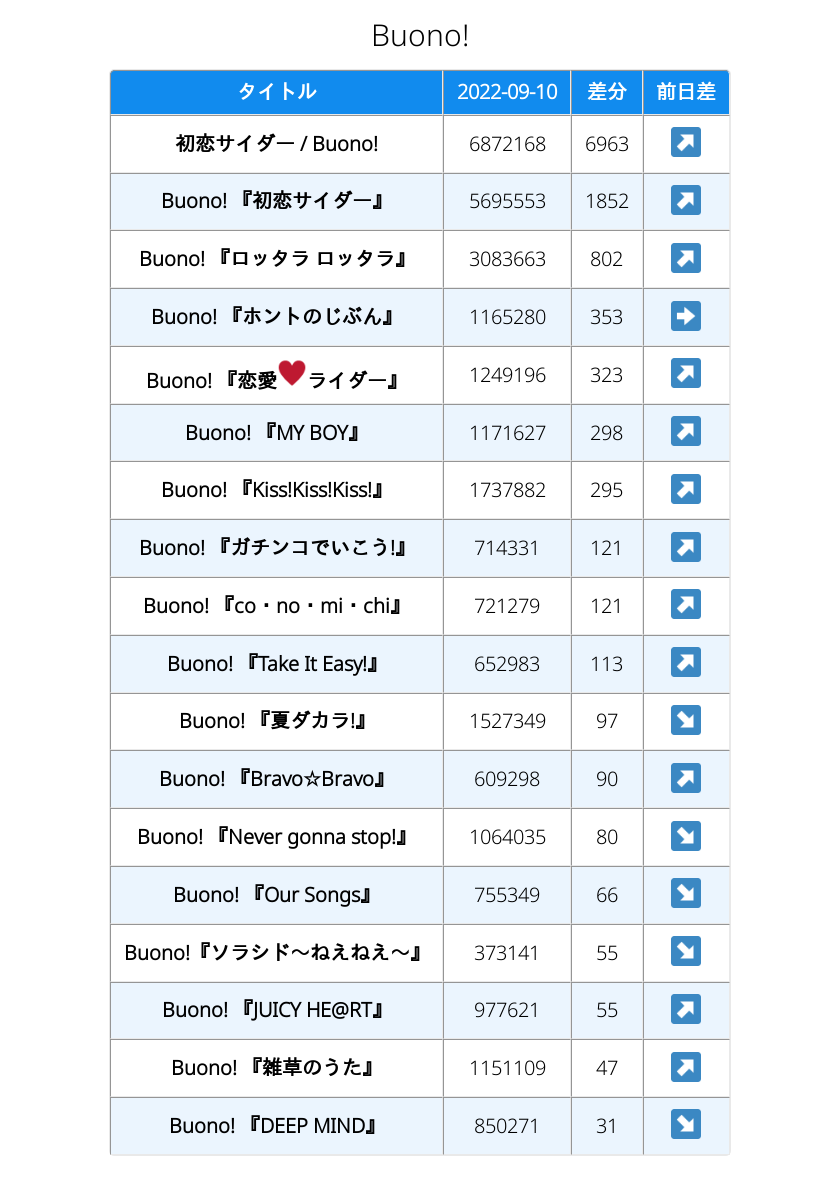 Buono!
タイトル 2022-09-10 差分 前日差
初恋サイダー / Buono! 6872168 6963 ↗
Buono! 『初恋サイダー』 5695553 1852 ↗
Buono! 『ロッタラ ロッタラ』 3083663 802 ↗
Buono! 『ホントのじぶん』 1165280 353 ➡
Buono! 『恋愛♥ライダー』 1249196 323 ↗
Buono! 『MY BOY』 1171627 298 ↗
Buono! 『Kiss!Kiss!Kiss!』 1737882 295 ↗
Buono! 『ガチンコでいこう!』 714331 121 ↗
Buono! 『co・no・mi・chi』 721279 121 ↗
Buono! 『Take It Easy!』 652983 113 ↗
Buono! 『夏ダカラ!』 1527349 97 ↘
Buono! 『Bravo☆Bravo』 609298 90 ↗
Buono! 『Never gonna stop!』 1064035 80 ↘
Buono! 『Our Songs』 755349 66 ↘
Buono!『ソラシド～ねえねえ～』 373141 55 ↘
Buono! 『JUICY HE@RT』 977621 55 ↗
Buono! 『雑草のうた』 1151109 47 ↗
Buono! 『DEEP MIND』 850271 31 ↘